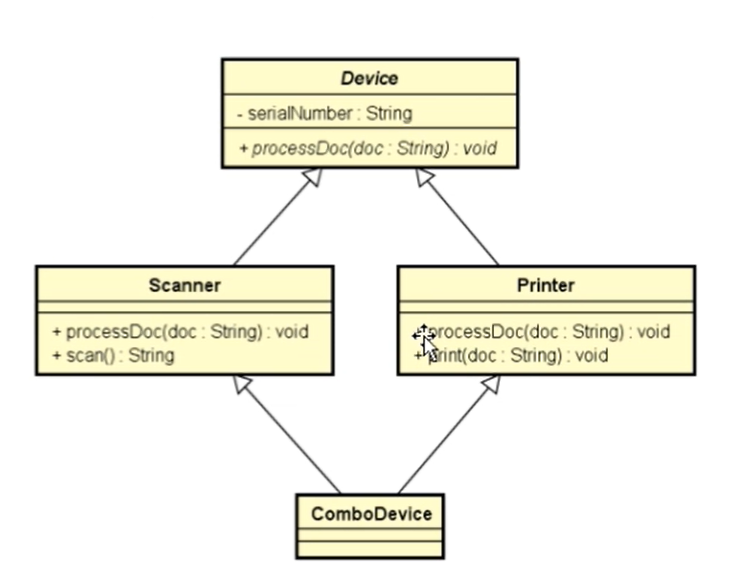 Device
- serialNumber : String
+ processDoc(doc : String) : void
Scanner
+ processDoc(doc : String) : void
+ scan() : String
Printer
+ processDoc(doc : String) : void
+ print(doc : String) : void
ComboDevice